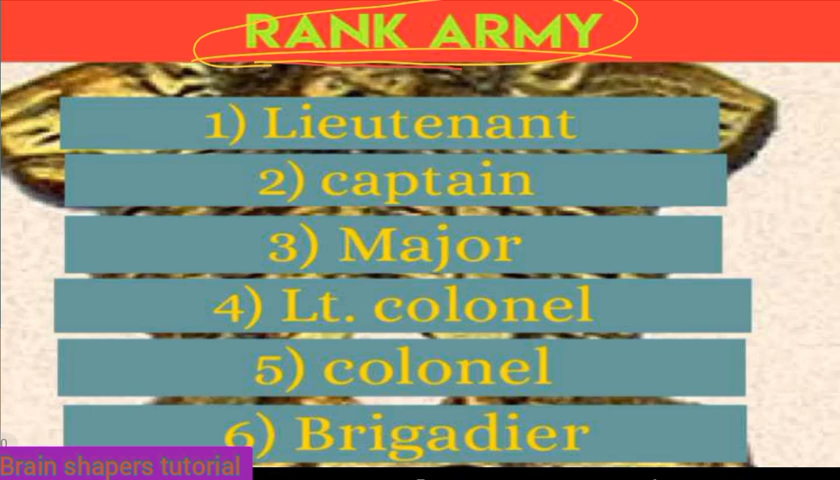 RANK ARMY
1) Lieutenant
2) captain
3) Major
4) Lt. colonel
5) colonel
6) Brigadier
Brain shapers tutorial